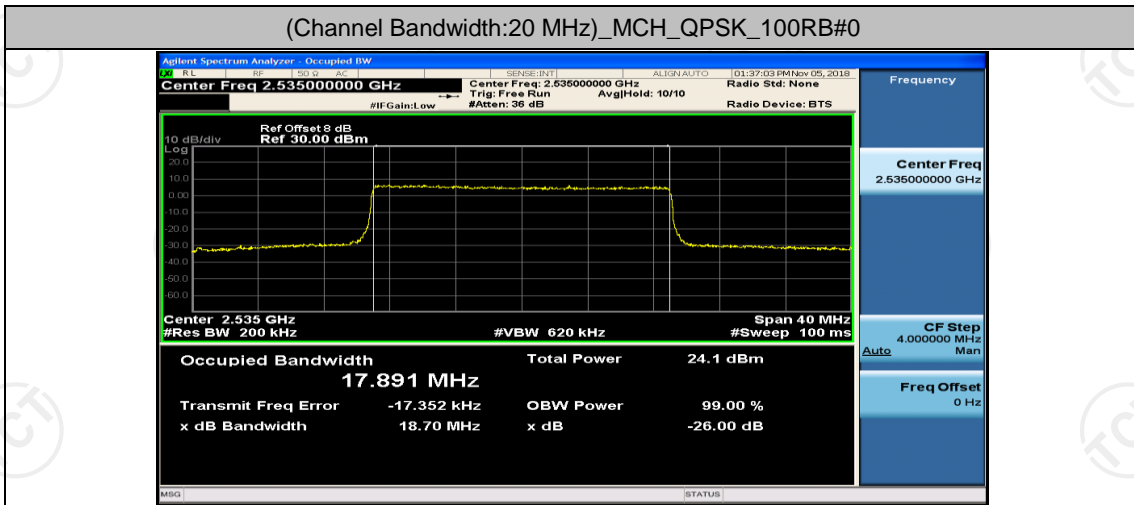 (Channel Bandwidth:20 MHz)_MCH_QPSK_100RB#0
Agilent Spectrum Analyzer - Occupied BW
LXI RL RF 50 Ω AC SENSE:INT ALIGN AUTO 01:37:03 PM Nov 05, 2018
Center Freq 2.535000000 GHz
Center Freq: 2.535000000 GHz
Radio Std: None
Trig: Free Run Avg|Hold: 10/10
#IFGain:Low
#Atten: 36 dB
Radio Device: BTS
Ref Offset 8 dB
10 dB/div Ref 30.00 dBm
Log
20.0
10.0
0.00
-10.0
-20.0
-30.0
-40.0
-50.0
-60.0
Center 2.535 GHz Span 40 MHz
#Res BW 200 kHz #VBW 620 kHz #Sweep 100 ms
Occupied Bandwidth Total Power 24.1 dBm
17.891 MHz
Transmit Freq Error -17.352 kHz OBW Power 99.00 %
x dB Bandwidth 18.70 MHz x dB -26.00 dB
MSG STATUS
Frequency
Center Freq
2.535000000 GHz
CF Step
4.000000 MHz
Auto Man
Freq Offset
0 Hz
TCT
TCT